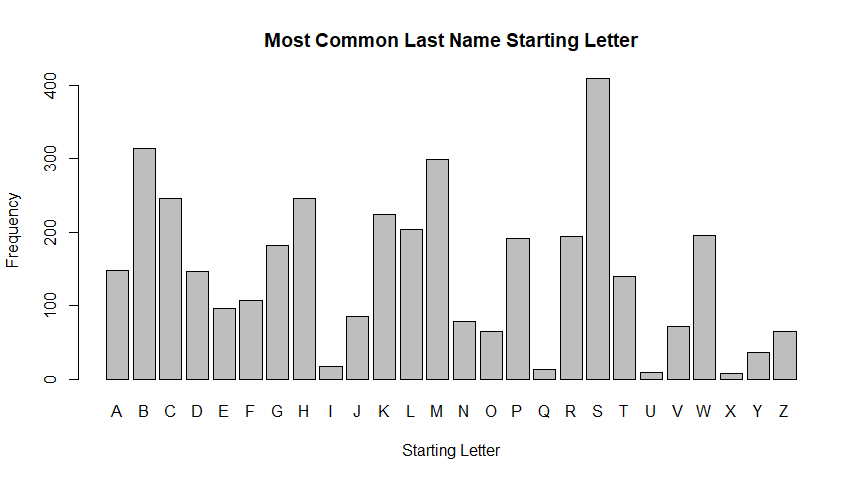 Most Common Last Name Starting Letter
Frequency
400
300
200
100
0
A B C D E F G H I J K L M N O P Q R S T U V W X Y Z
Starting Letter